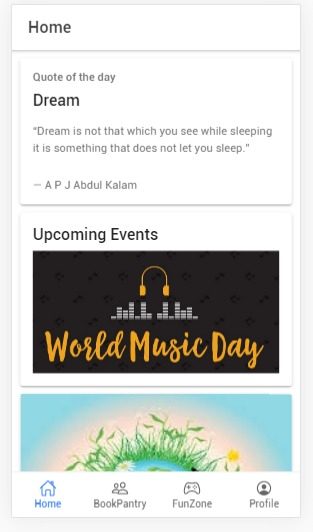 Home
Quote of the day
Dream
“Dream is not that which you see while sleeping
it is something that does not let you sleep.”
— A P J Abdul Kalam
Upcoming Events
World Music Day
Home BookPantry FunZone Profile